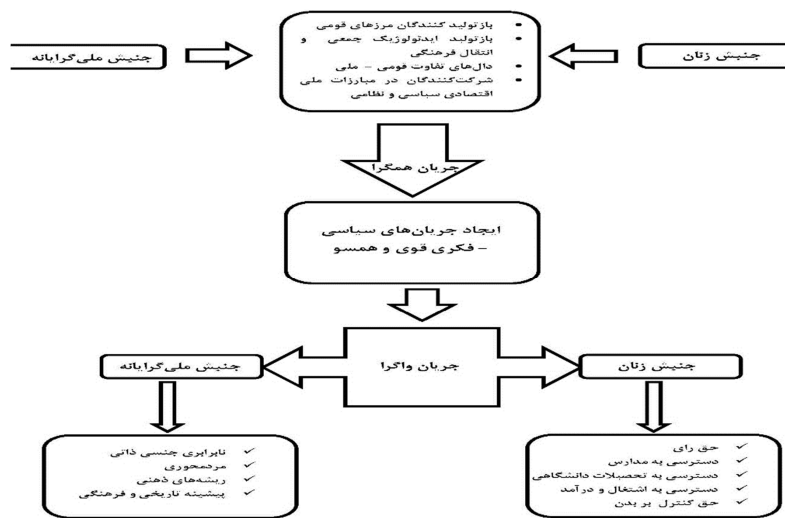 بازتولید کنندگان مرزهای قومی
بازتولید ایدئولوژیک جمعی و
انتقال فرهنگی
دال‌های تفاوت قومی – ملی
شرکت‌کنندگان در مبارزات ملی
اقتصادی سیاسی و نظامی
جنبش زنان
جنبش ملی‌گرایانه
جریان همگرا
ایجاد جریان‌های سیاسی
– فکری قوی و همسو
جریان واگرا
جنبش زنان
جنبش ملی‌گرایانه
✓ حق رای
✓ دسترسی به مدارس
✓ دسترسی به تحصیلات دانشگاهی
✓ دسترسی به اشتغال و درآمد
✓ حق کنترل بر بدن
✓ نابرابری جنسی ذاتی
✓ مردمحوری
✓ ریشه‌های ذهنی
✓ پیشینه تاریخی و فرهنگی